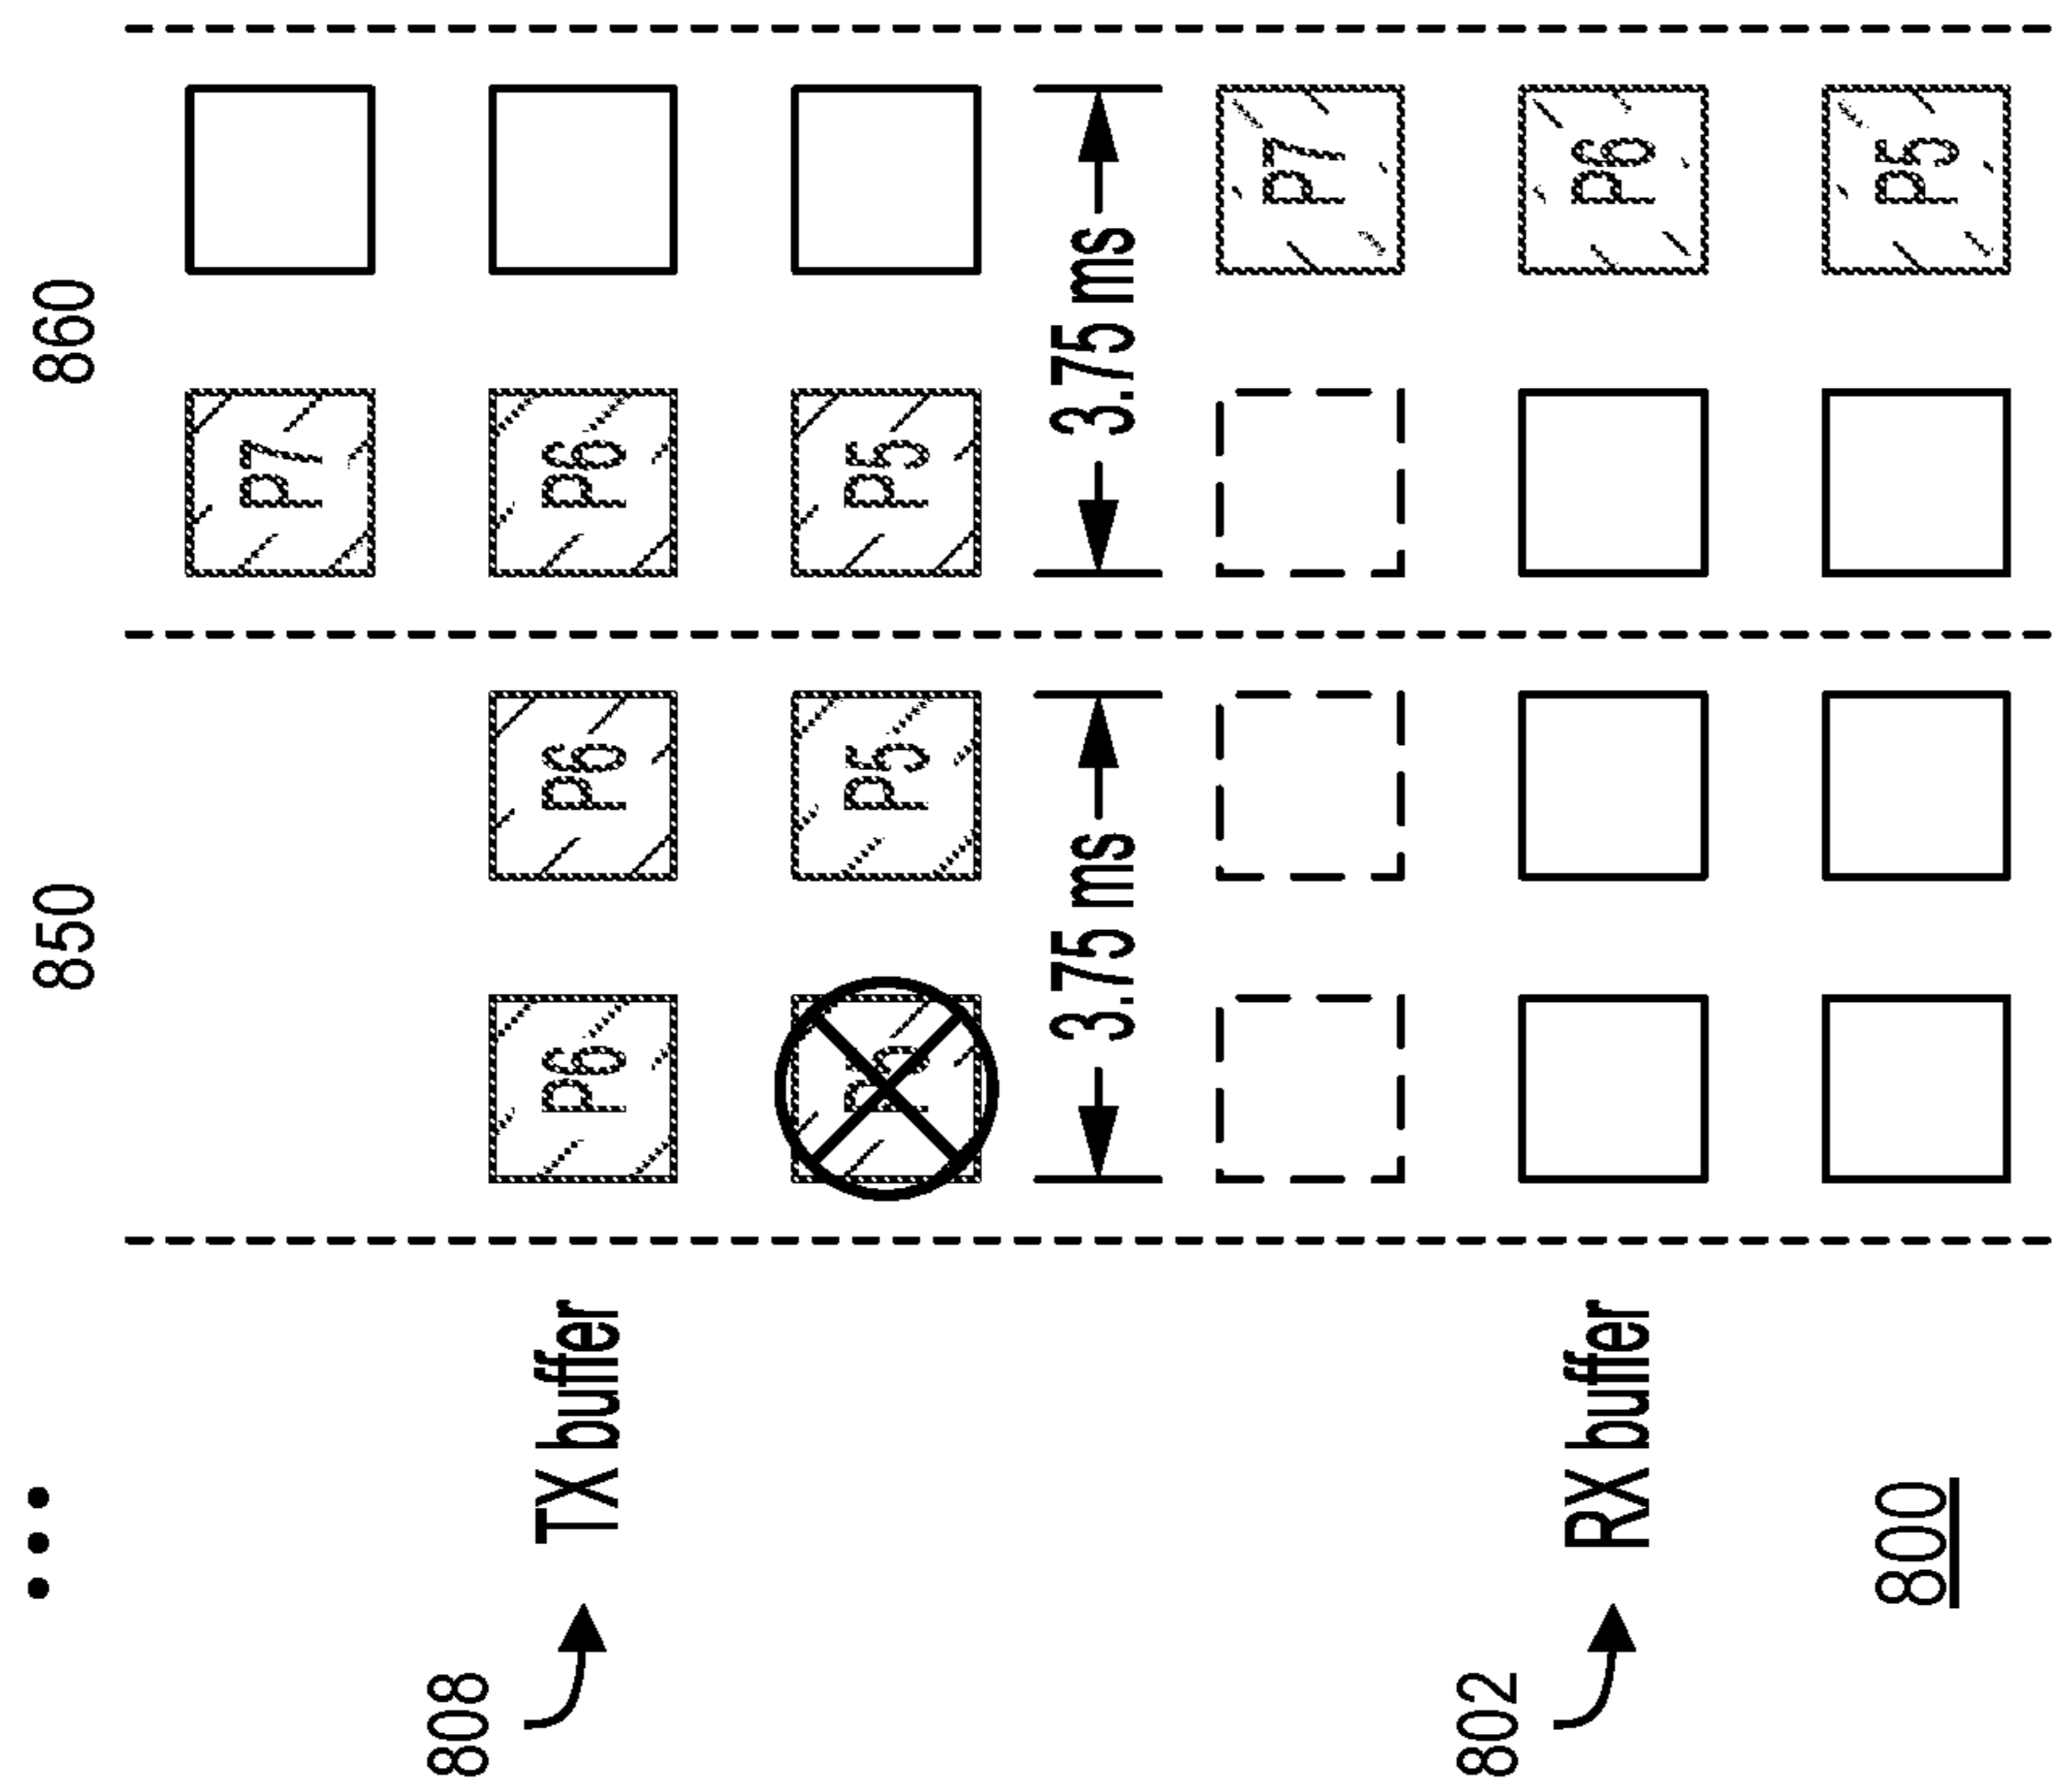 ••• 850 860
P7
808
TX buffer P6 P6 P6
P5 P5 P5
3.75 ms 3.75 ms
P7
802
RX buffer P6
800 P5